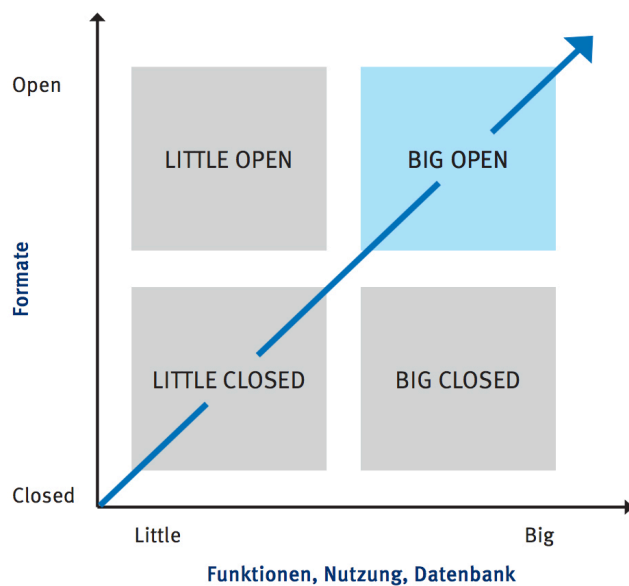 Open
LITTLE OPEN
BIG OPEN
Formate
LITTLE CLOSED
BIG CLOSED
Closed
Little
Big
Funktionen, Nutzung, Datenbank